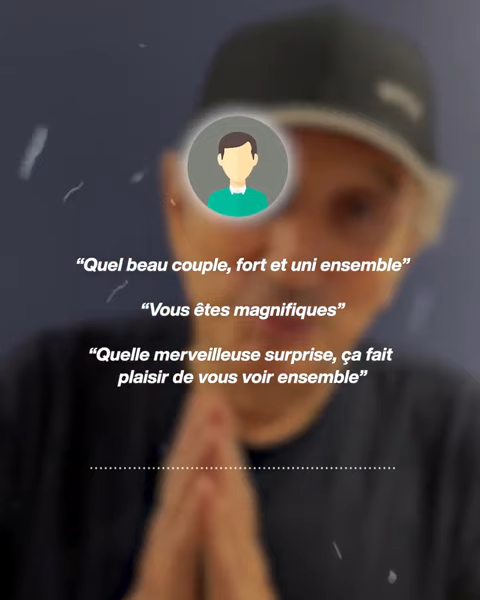 “Quel beau couple, fort et uni ensemble”
“Vous êtes magnifiques”
“Quelle merveilleuse surprise, ça fait
plaisir de vous voir ensemble”